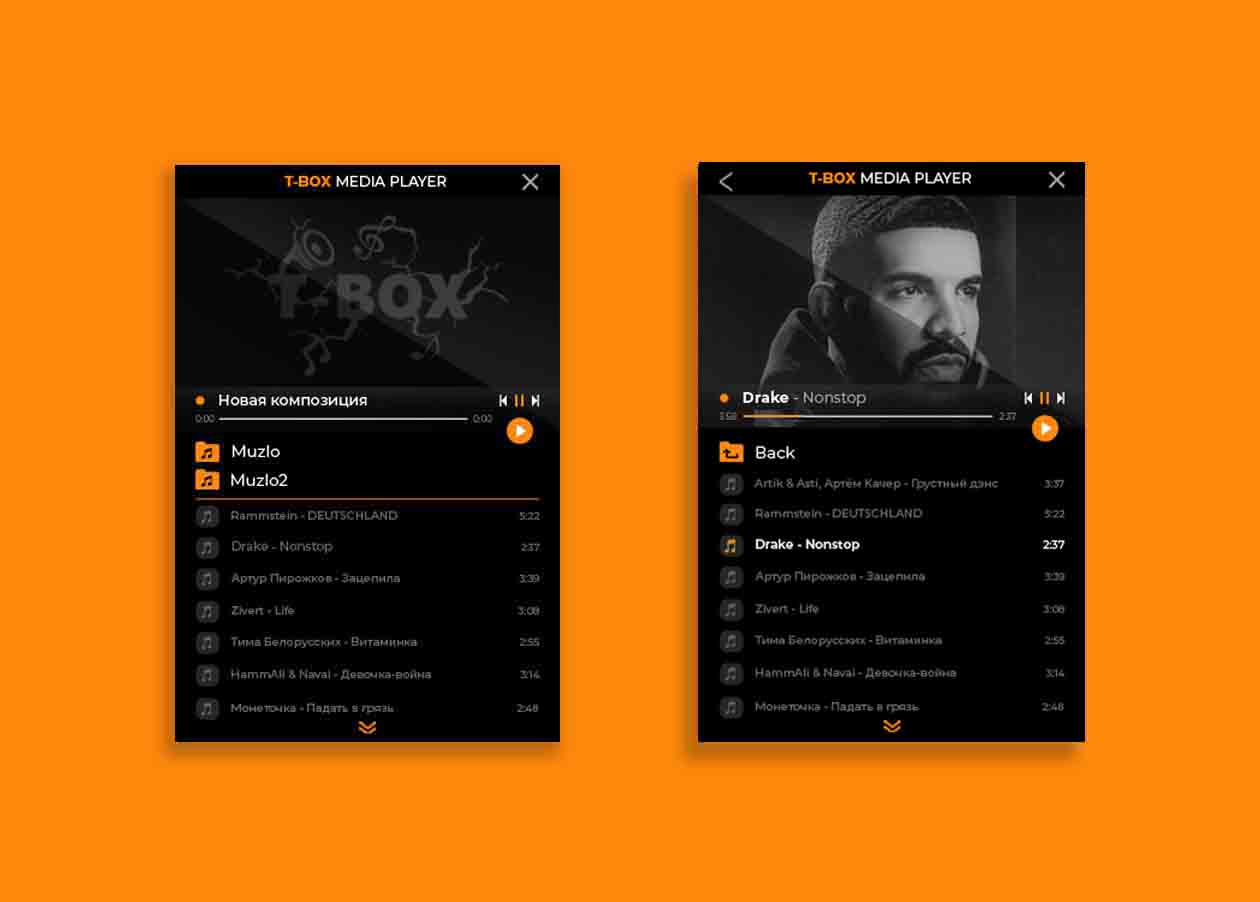 T-BOX MEDIA PLAYER
T-BOX
Новая композиция
0:00 0:00
Muzlo
Muzlo2
Rammstein - DEUTSCHLAND 5:22
Drake - Nonstop 2:37
Артур Пирожков - Зацепила 3:39
Zivert - Life 3:08
Тима Белорусских - Витаминка 2:55
HammAli & Navai - Девочка-война 3:14
Монеточка - Падать в грязь 2:48
T-BOX MEDIA PLAYER
Drake - Nonstop
2:37
Back
Artik & Asti, Артём Качер - Грустный дэнс 3:37
Rammstein - DEUTSCHLAND 5:22
Drake - Nonstop 2:37
Артур Пирожков - Зацепила 3:39
Zivert - Life 3:08
Тима Белорусских - Витаминка 2:55
HammAli & Navai - Девочка-война 3:14
Монеточка - Падать в грязь 2:48